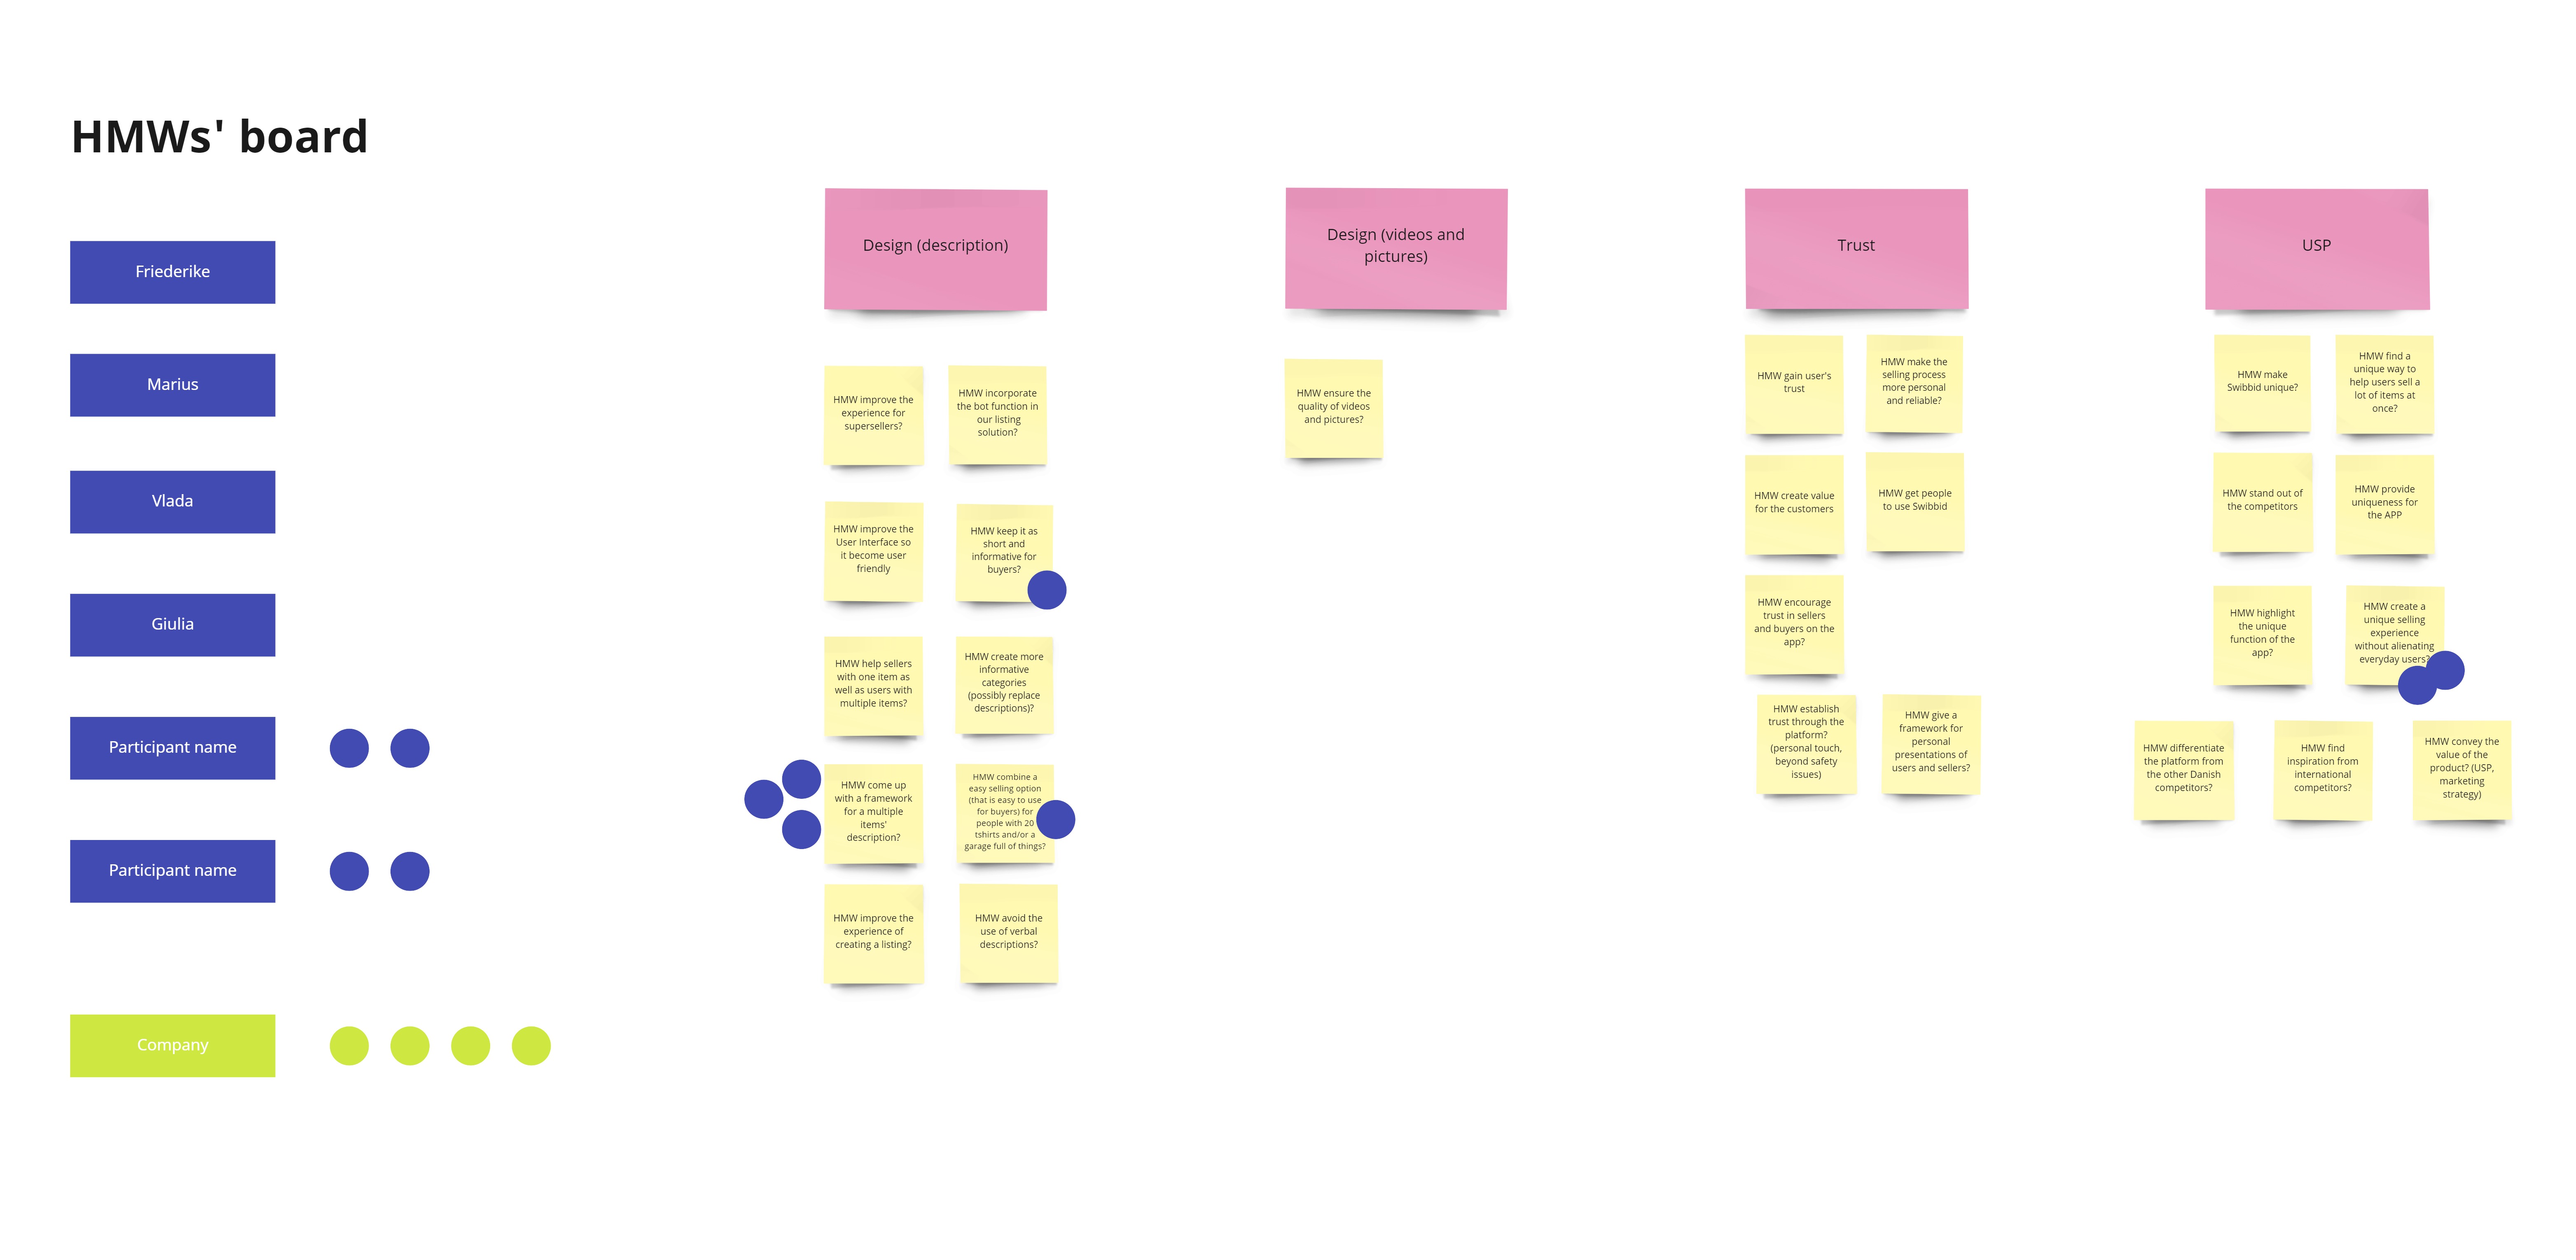 HMWs' board
Friederike
Marius
Vlada
Giulia
Participant name
Participant name
Company
Design (description)
HMW improve the
experience for
supersellers?
HMW incorporate
the bot function in
our listing
solution?
HMW improve the
User Interface so
it become user
friendly
HMW keep it as
short and
informative for
buyers?
HMW help sellers
with one item as
well as users with
multiple items?
HMW create more
informative
categories
(possibly replace
descriptions)?
HMW come up
with a framework
for a multiple
items'
description?
HMW combine a
easy selling option
(that is easy to use
for buyers) for
people with 20
tshirts and/or a
garage full of things?
HMW improve the
experience of
creating a listing?
HMW avoid the
use of verbal
descriptions?
Design (videos and
pictures)
HMW ensure the
quality of videos
and pictures?
Trust
HMW gain user's
trust
HMW make the
selling process
more personal
and reliable?
HMW create value
for the customers
HMW get people
to use Swibbid
HMW encourage
trust in sellers
and buyers on the
app?
HMW establish
trust through the
platform?
(personal touch,
beyond safety
issues)
HMW give a
framework for
personal
presentations of
users and sellers?
USP
HMW make
Swibbid unique?
HMW find a
unique way to
help users sell a
lot of items at
once?
HMW stand out of
the competitors
HMW provide
uniqueness for
the APP
HMW highlight
the unique
function of the
app?
HMW create a
unique selling
experience
without alienating
everyday users?
HMW differentiate
the platform from
the other Danish
competitors?
HMW find
inspiration from
international
competitors?
HMW convey the
value of the
product? (USP,
marketing
strategy)